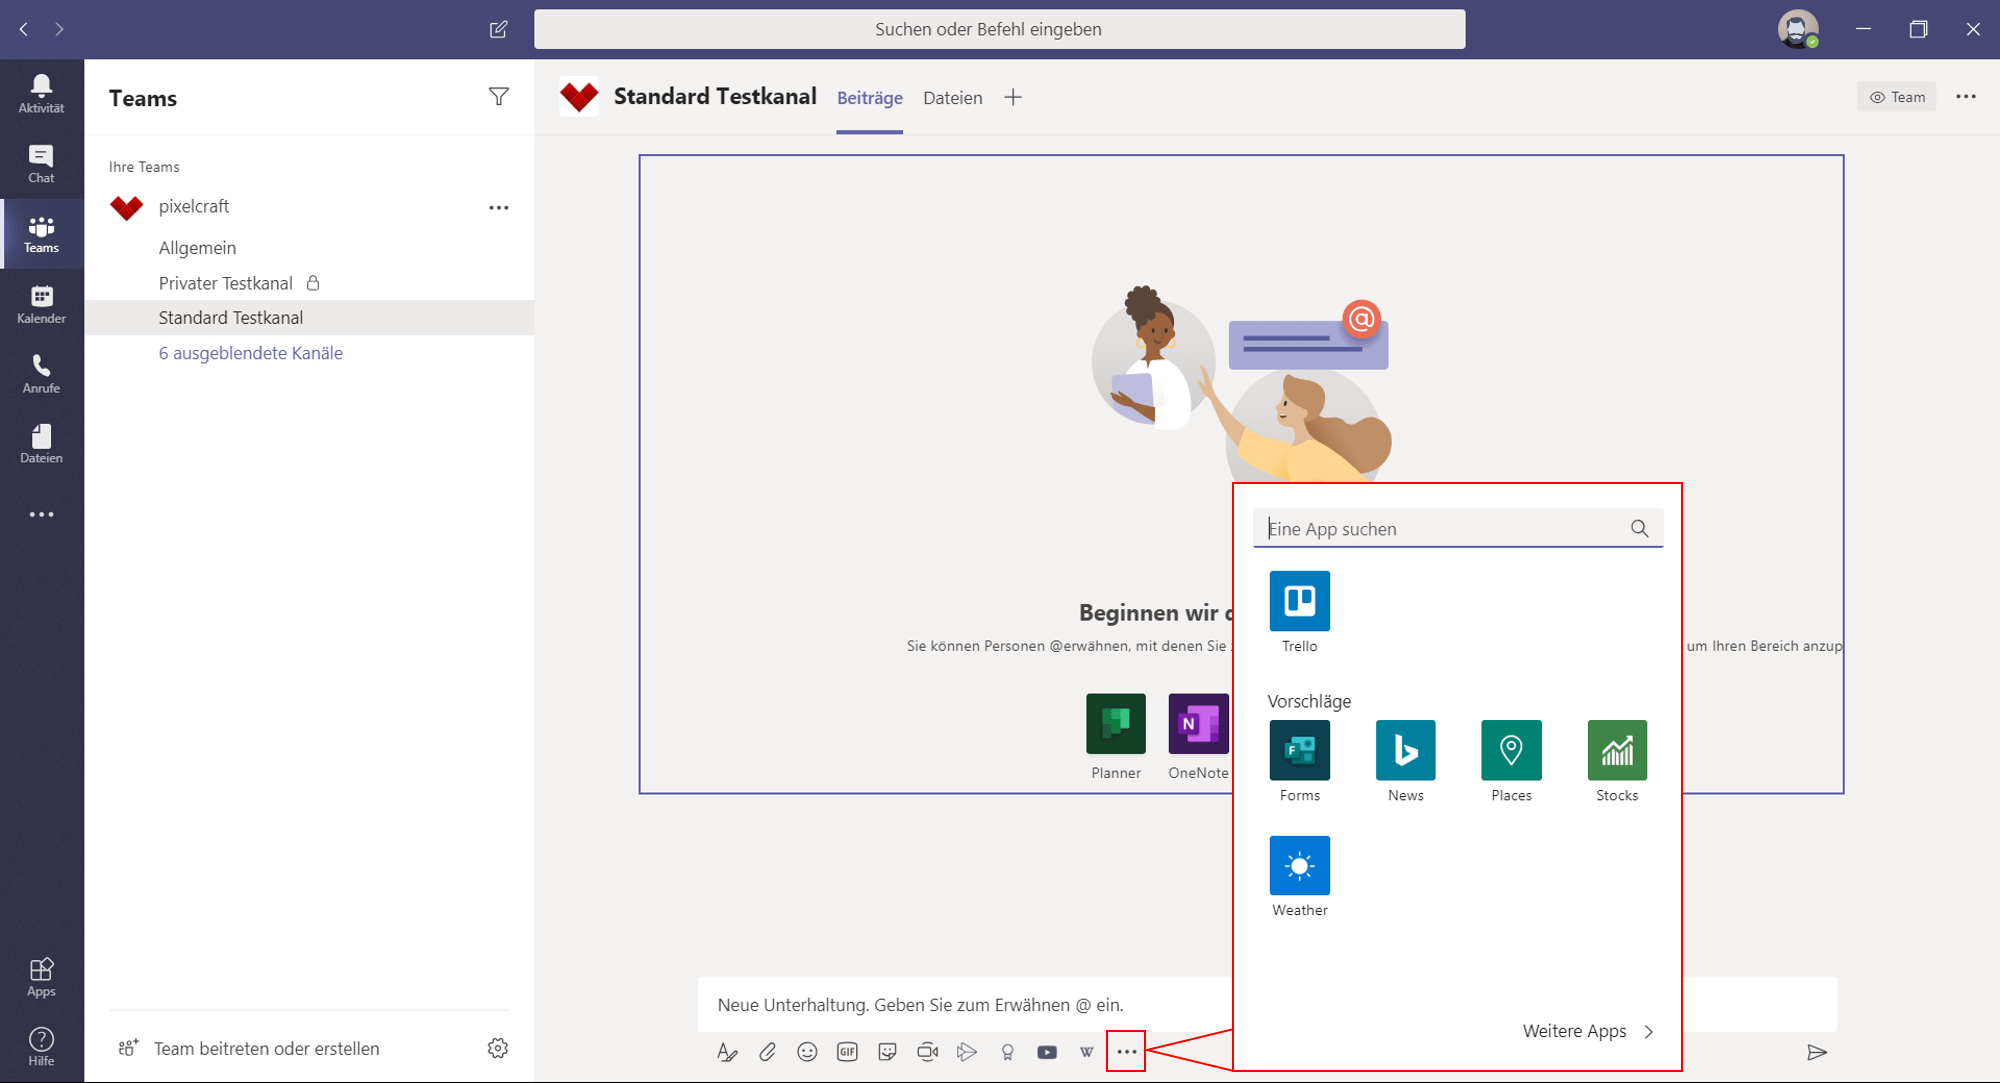 Suchen oder Befehl eingeben
Aktivität
Chat
Teams
Kalender
Anrufe
Dateien
Apps
Hilfe
Teams
Ihre Teams
pixelcraft
Allgemein
Privater Testkanal
Standard Testkanal
6 ausgeblendete Kanäle
Team beitreten oder erstellen
Standard Testkanal
Beiträge
Dateien
Team
@
Beginnen wir
Sie können Personen @erwähnen, mit denen Sie
um Ihren Bereich anzup
Planner
N
OneNote
Eine App suchen
Trello
Vorschläge
F
Forms
News
Places
Stocks
Weather
Weitere Apps
Neue Unterhaltung. Geben Sie zum Erwähnen @ ein.
GIF
W